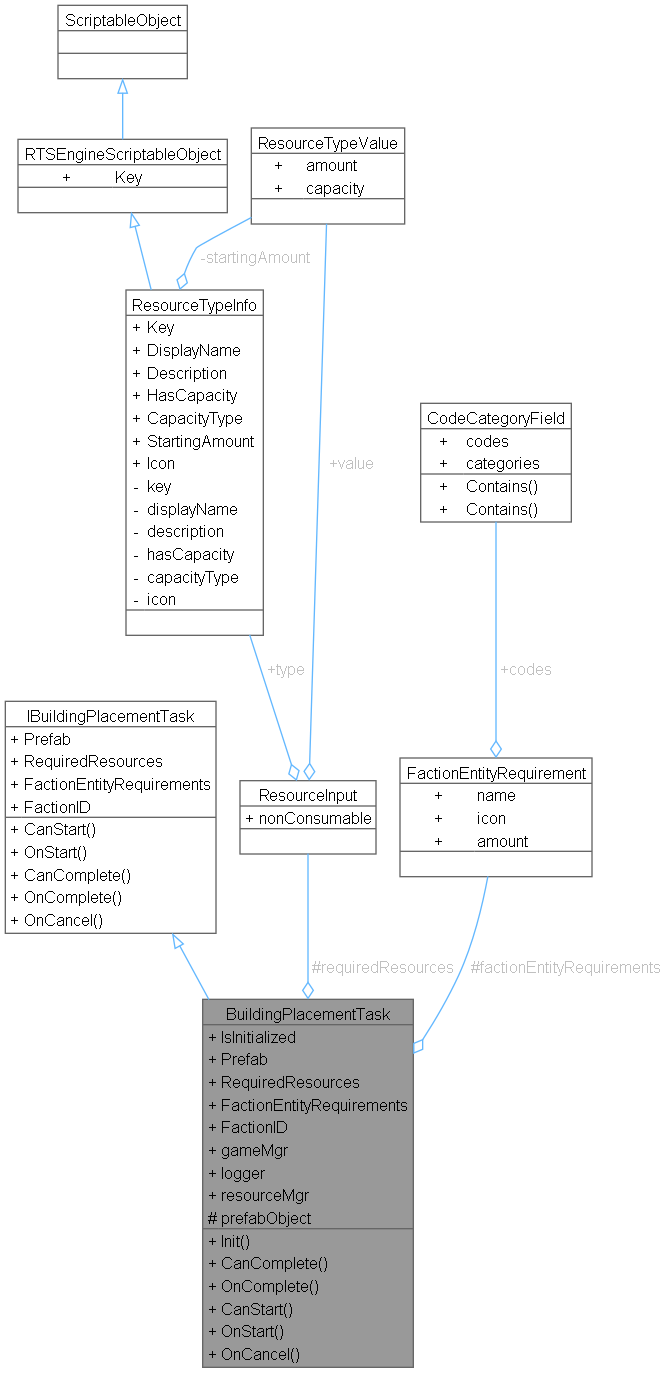 ScriptableObject
RTSEngineScriptableObject
+ Key
ResourceTypeValue
+ amount
+ capacity
-startingAmount
ResourceTypeInfo
+ Key
+ DisplayName
+ Description
+ HasCapacity
+ CapacityType
+ StartingAmount
+ Icon
- key
- displayName
- description
- hasCapacity
- capacityType
- icon
+value
CodeCategoryField
+ codes
+ categories
+ Contains()
+ Contains()
+type
+codes
IBuildingPlacementTask
+ Prefab
+ RequiredResources
+ FactionEntityRequirements
+ FactionID
+ CanStart()
+ OnStart()
+ CanComplete()
+ OnComplete()
+ OnCancel()
ResourceInput
+ nonConsumable
FactionEntityRequirement
+ name
+ icon
+ amount
#requiredResources
#factionEntityRequirements
BuildingPlacementTask
+ IsInitialized
+ Prefab
+ RequiredResources
+ FactionEntityRequirements
+ FactionID
+ gameMgr
+ logger
+ resourceMgr
# prefabObject
+ Init()
+ CanComplete()
+ OnComplete()
+ CanStart()
+ OnStart()
+ OnCancel()